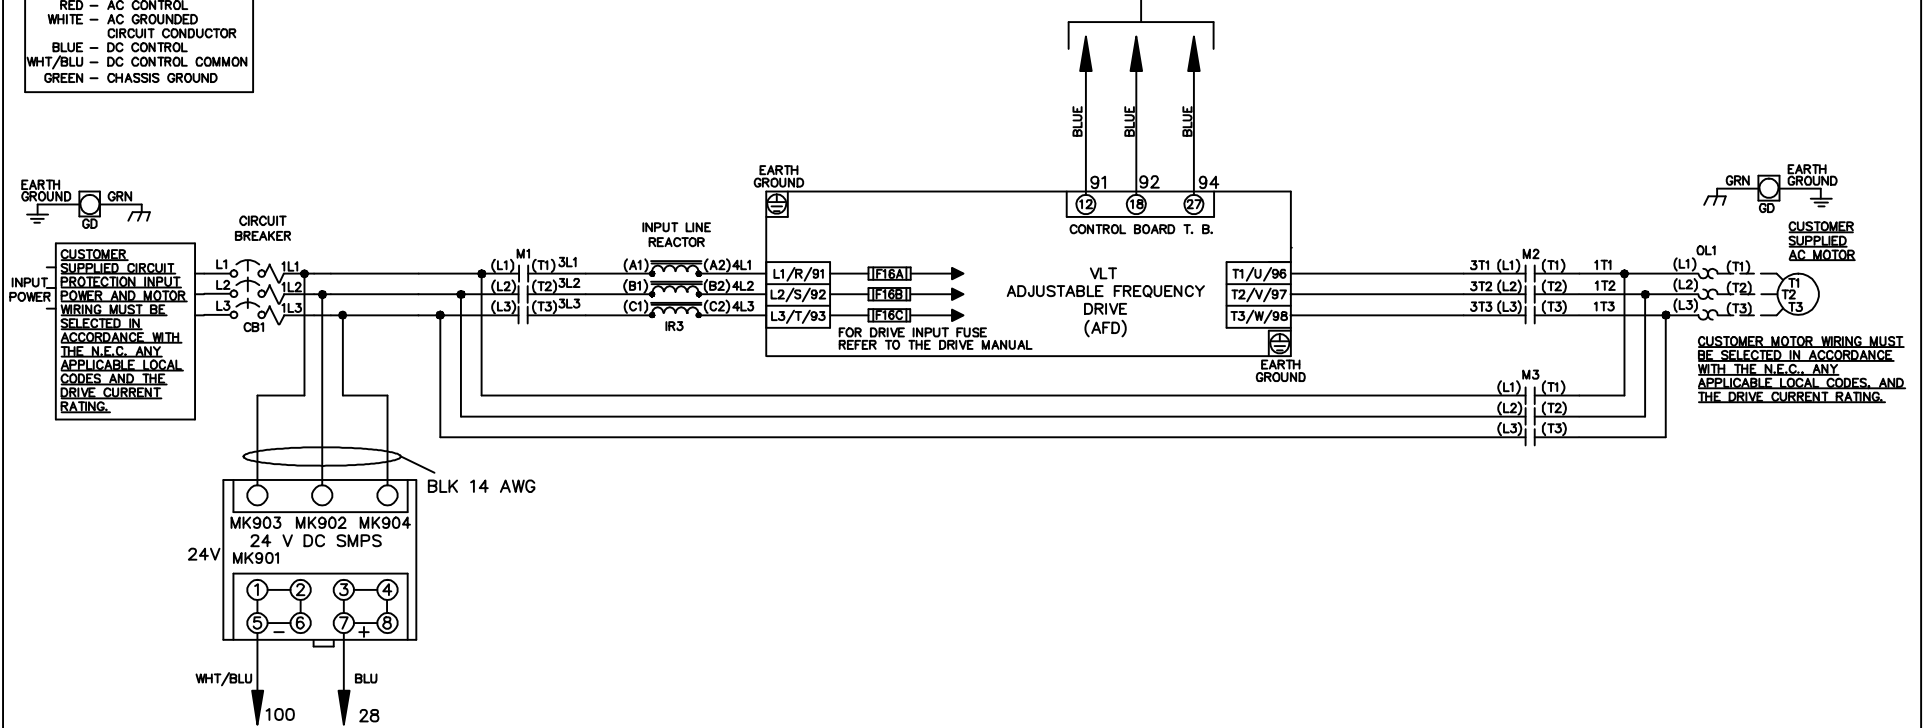 RED – AC CONTROL
WHITE – AC GROUNDED
CIRCUIT CONDUCTOR
BLUE – DC CONTROL
WHT/BLU – DC CONTROL COMMON
GREEN – CHASSIS GROUND
BLUE
BLUE
BLUE
91
92
94
12
18
27
CONTROL BOARD T. B.
EARTH
GROUND
GRN
GD
CIRCUIT
BREAKER
INPUT
POWER
CUSTOMER
SUPPLIED CIRCUIT
PROTECTION INPUT
POWER AND MOTOR
WIRING MUST BE
SELECTED IN
ACCORDANCE WITH
THE N.E.C. ANY
APPLICABLE LOCAL
CODES AND THE
DRIVE CURRENT
RATING.
L1
L2
L3
CB1
1L1
1L2
1L3
M1
(L1) (T1) 3L1
(L2) (T2) 3L2
(L3) (T3) 3L3
INPUT LINE
REACTOR
(A1) (A2) 4L1
(B1) (B2) 4L2
(C1) (C2) 4L3
IR3
EARTH
GROUND
L1/R/91
L2/S/92
L3/T/93
F16A
F16B
F16C
FOR DRIVE INPUT FUSE
REFER TO THE DRIVE MANUAL
VLT
ADJUSTABLE FREQUENCY
DRIVE
(AFD)
T1/U/96
T2/V/97
T3/W/98
EARTH
GROUND
M2
3T1 (L1) (T1) 1T1
3T2 (L2) (T2) 1T2
3T3 (L3) (T3) 1T3
M3
(L1) (T1)
(L2) (T2)
(L3) (T3)
OL1
(L1) (T1)
(L2) (T2)
(L3) (T3)
T1
T2
T3
GRN
GD
EARTH
GROUND
CUSTOMER
SUPPLIED
AC MOTOR
CUSTOMER MOTOR WIRING MUST
BE SELECTED IN ACCORDANCE
WITH THE N.E.C., ANY
APPLICABLE LOCAL CODES, AND
THE DRIVE CURRENT RATING.
BLK 14 AWG
MK903 MK902 MK904
24 V DC SMPS
24V
MK901
1 2 3 4
5 6 7 8
– +
WHT/BLU
BLU
100
28